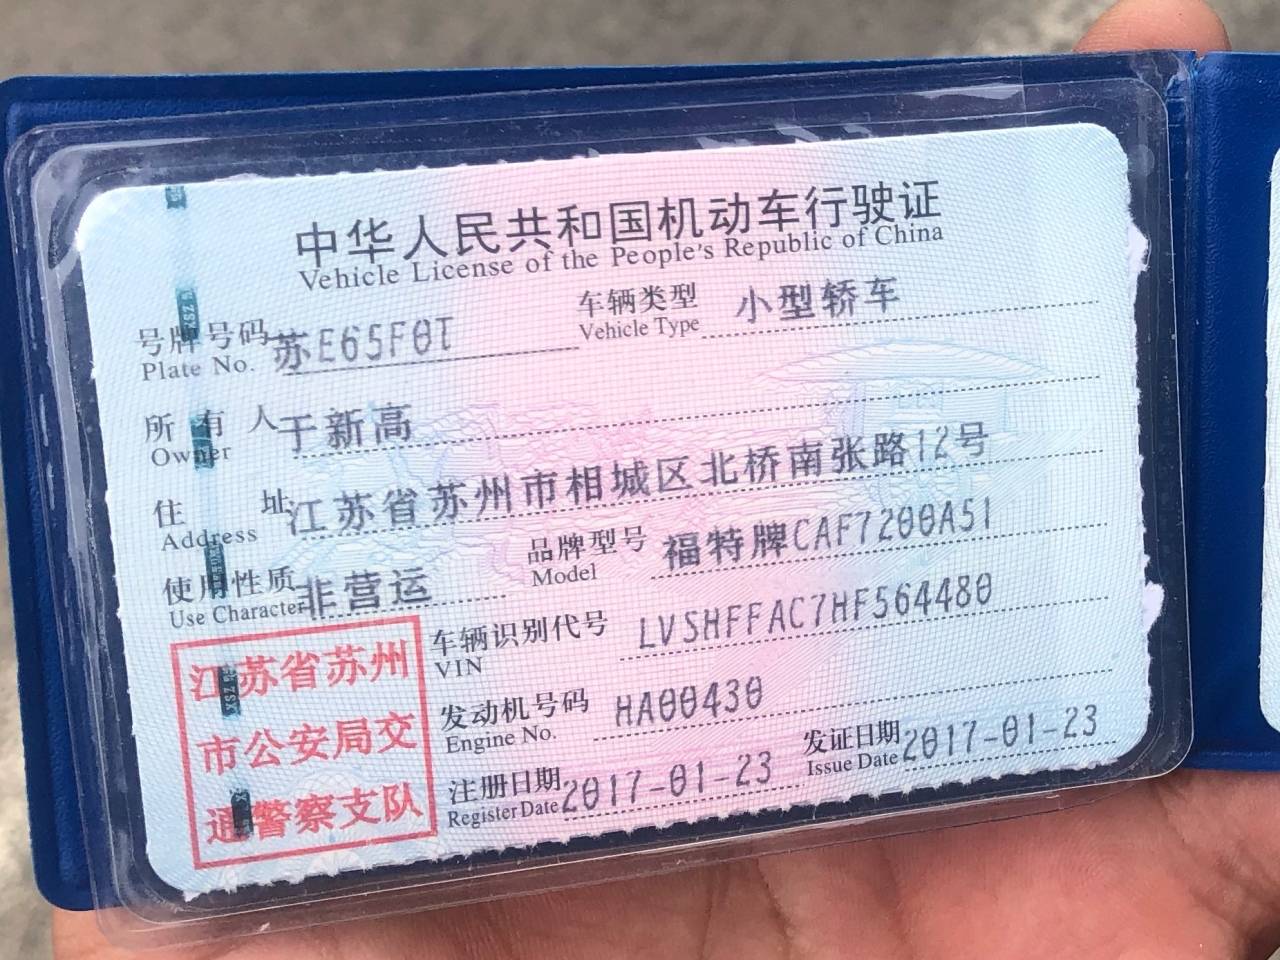 中华人民共和国机动车行驶证
Vehicle License of the People's Republic of China
号牌号码 苏E65F0T 车辆类型 小型轿车
Plate No. Vehicle Type
所有人 于新高
Owner
住址 江苏省苏州市相城区北桥南张路12号
Address
使用性质 非营运 品牌型号 福特牌CAF7200A51
Use Character Model
车辆识别代号 LVSHFFAC7HF564480
VIN
发动机号码 HA00430
Engine No.
注册日期 2017-01-23 发证日期 2017-01-23
Register Date Issue Date
江苏省苏州
市公安局交
通警察支队